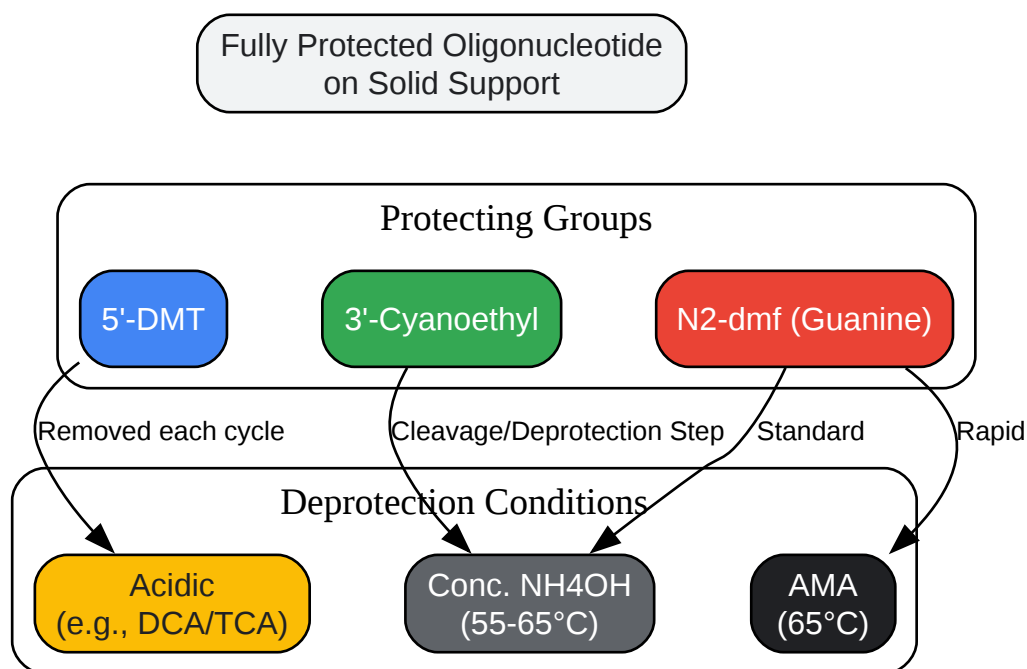 Fully Protected Oligonucleotide
on Solid Support
Protecting Groups
5'-DMT
3'-Cyanoethyl
N2-dmf (Guanine)
Removed each cycle
Cleavage/Deprotection Step
Standard
Rapid
Deprotection Conditions
Acidic
(e.g., DCA/TCA)
Conc. NH4OH
(55-65°C)
AMA
(65°C)